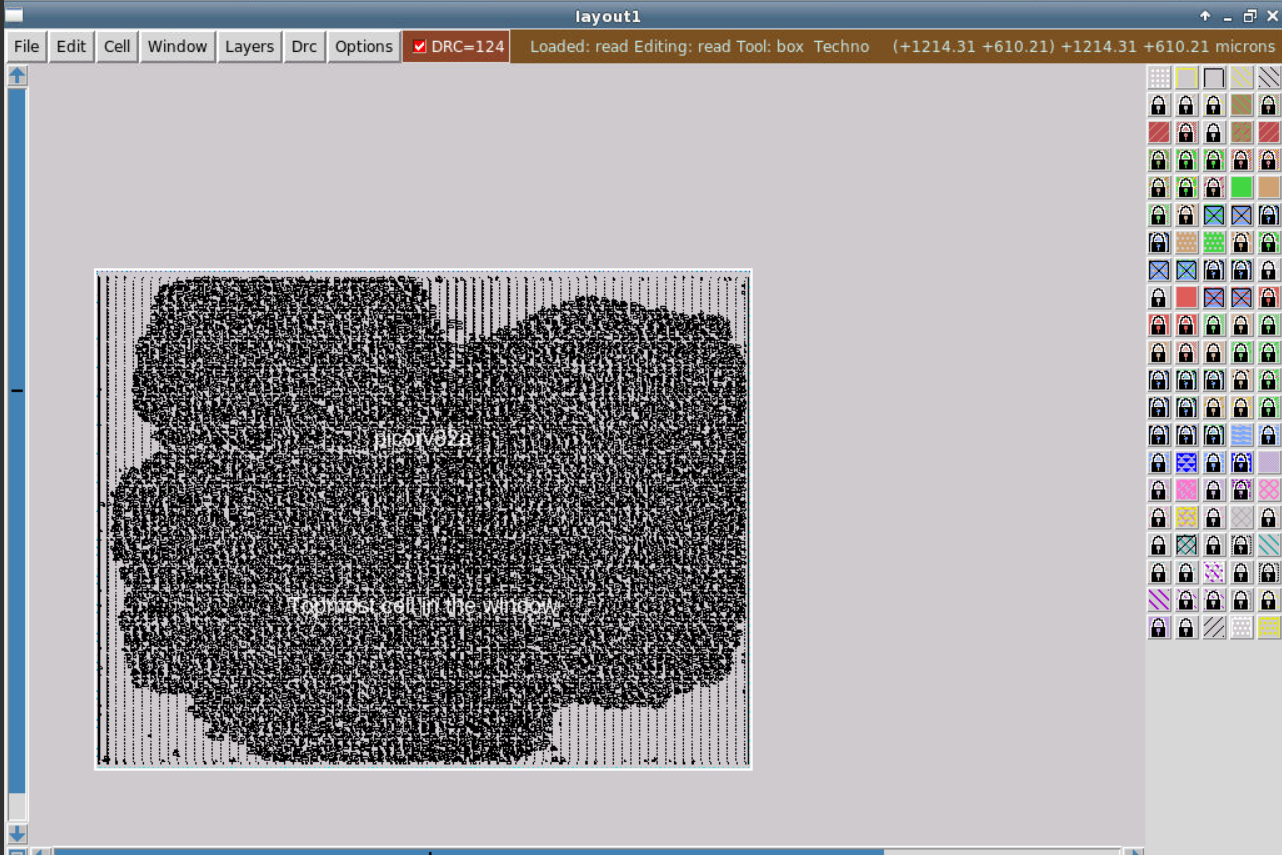 layout1
File Edit Cell Window Layers Drc Options DRC=124 Loaded: read Editing: read Tool: box Techno (+1214.31 +610.21) +1214.31 +610.21 microns
picorv32a
Topmost cell in the window